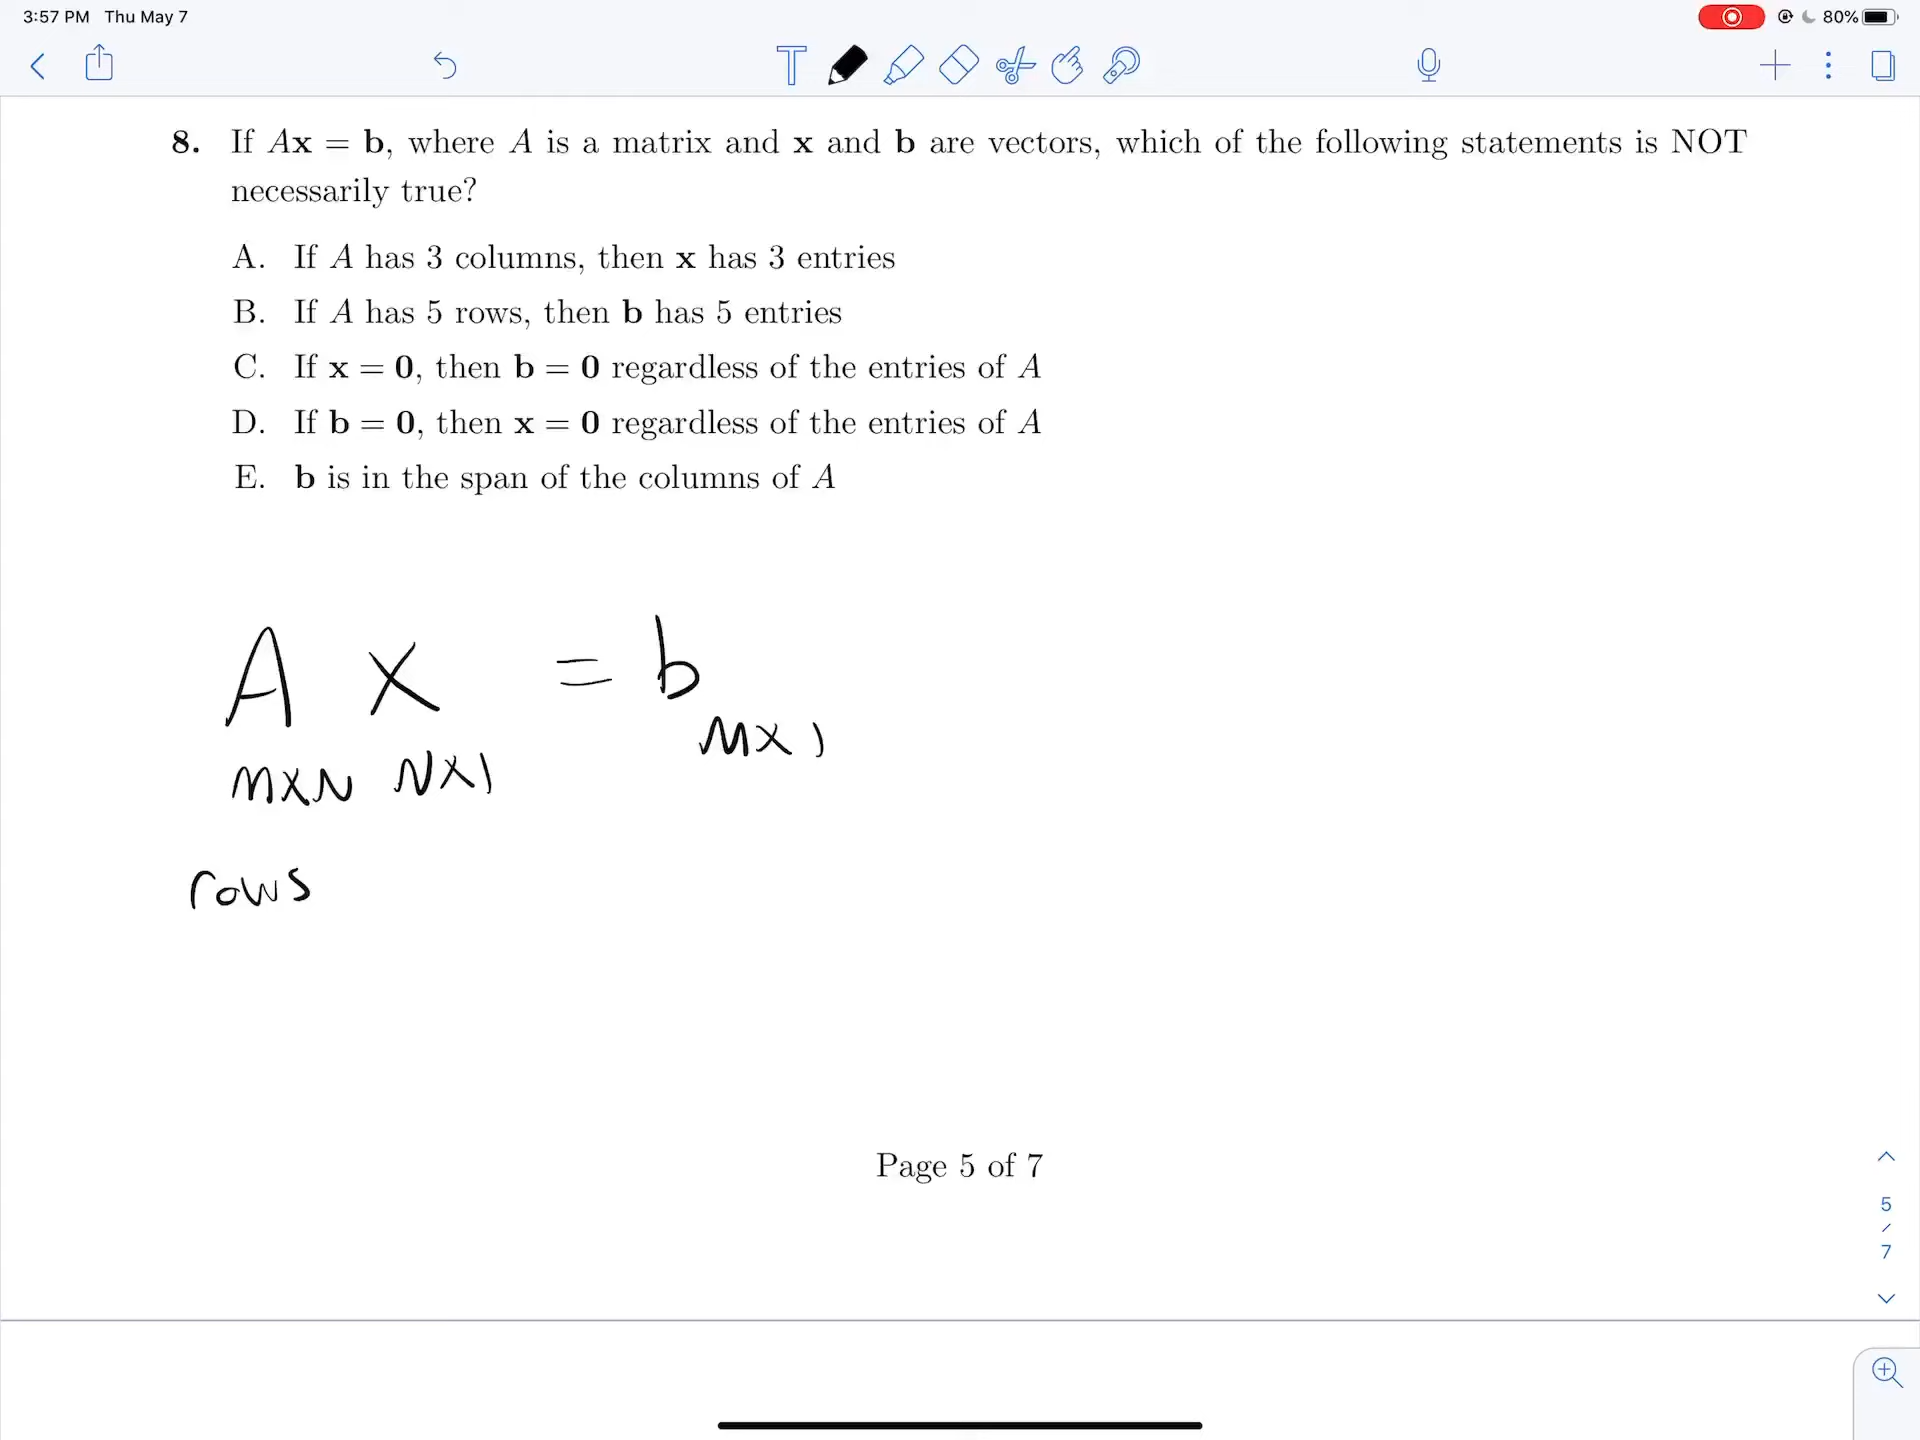 3:57 PM Thu May 7
80%
8. If Ax = b, where A is a matrix and x and b are vectors, which of the following statements is NOT
necessarily true?
A. If A has 3 columns, then x has 3 entries
B. If A has 5 rows, then b has 5 entries
C. If x = 0, then b = 0 regardless of the entries of A
D. If b = 0, then x = 0 regardless of the entries of A
E. b is in the span of the columns of A
A x = b
MXN NX1 MX1
rows
Page 5 of 7
5
/
7